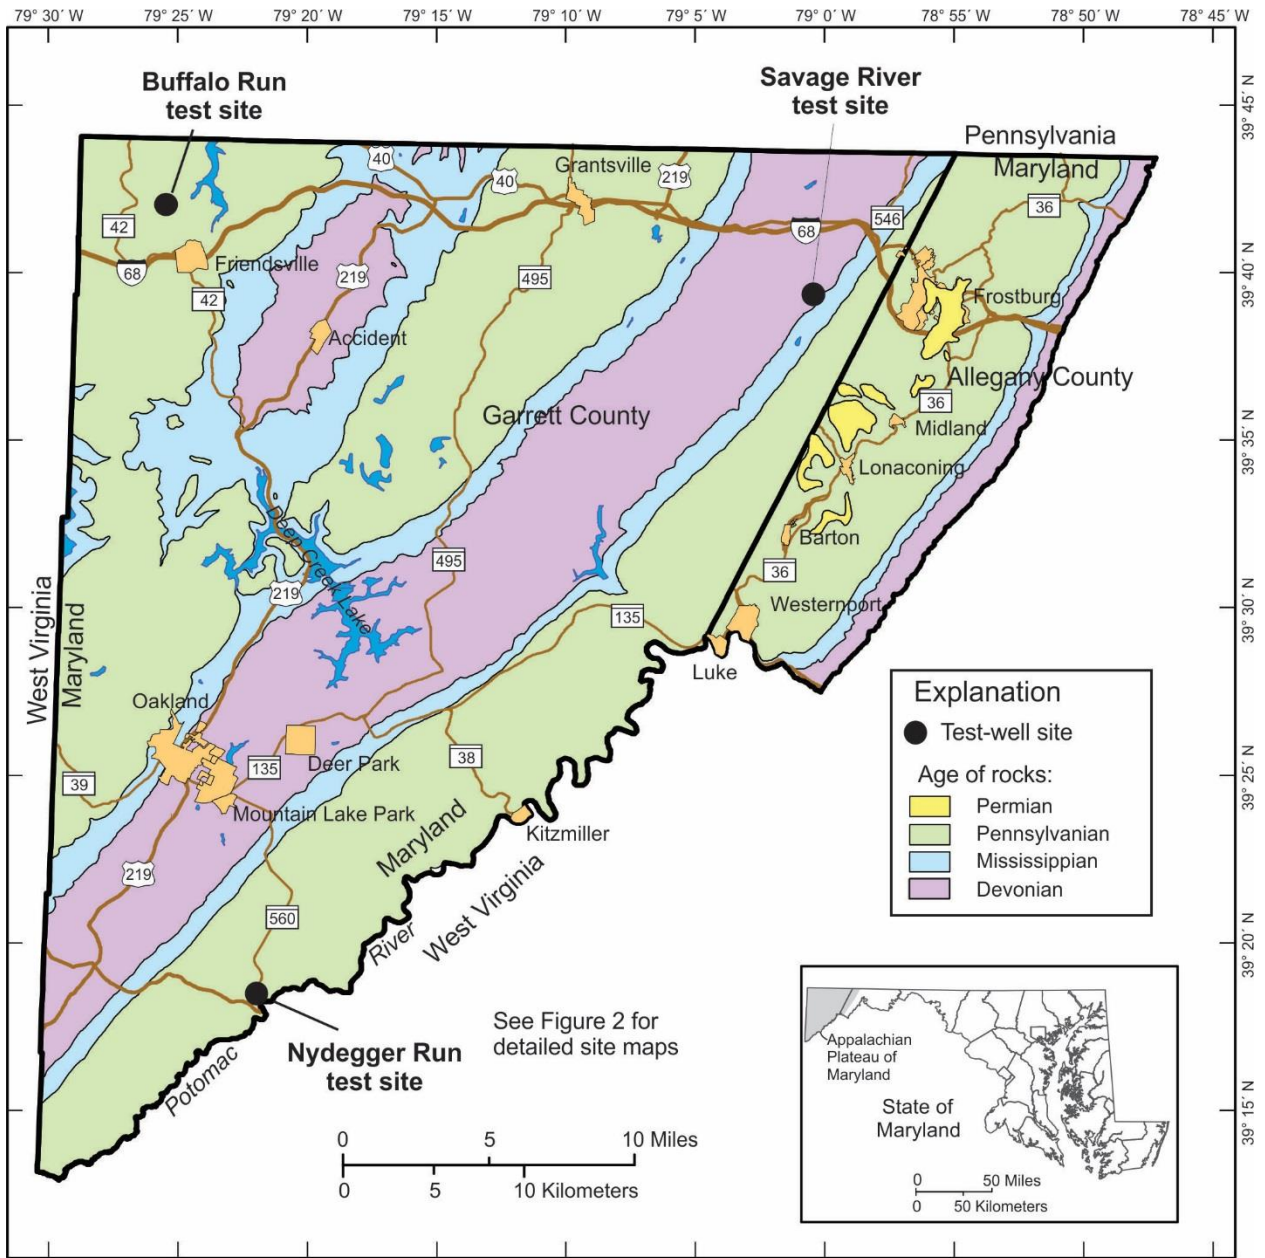 79° 30´ W
79° 25´ W
79° 20´ W
79° 15´ W
79° 10´ W
79° 5´ W
79° 0´ W
78° 55´ W
78° 50´ W
78° 45´ W
Buffalo Run
test site
Savage River
test site
39° 45´ N
Pennsylvania
Maryland
40
Grantsville
40
219
36
42
546
68
68
Friendsville
219
495
39° 40´ N
42
Frostburg
Accident
Allegany County
36
Garrett County
Midland
39° 35´ N
Lonaconing
Deep Creek Lake
Barton
495
36
219
West Virginia
Maryland
Westernport
39° 30´ N
135
Luke
Oakland
Explanation
Test-well site
Age of rocks:
Permian
Pennsylvanian
Mississippian
Devonian
39
135
Deer Park
38
39° 25´ N
Mountain Lake Park
Kitzmiller
Maryland
West Virginia
219
560
River
39° 20´ N
Nydegger Run
test site
See Figure 2 for
detailed site maps
Potomac
Appalachian
Plateau of
Maryland
State of
Maryland
39° 15´ N
0 5 10 Miles
0 5 10 Kilometers
0 50 Miles
0 50 Kilometers